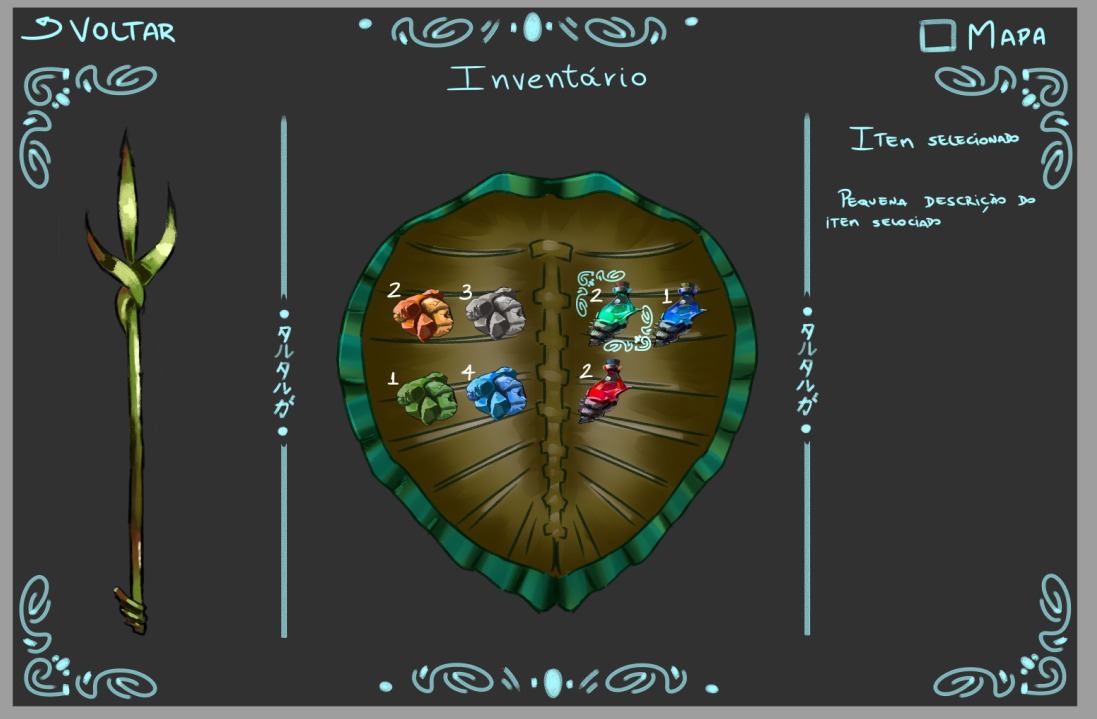 VOLTAR
MAPA
Inventário
ITEM SELECIONADO
PEQUENA DESCRIÇÃO DO
ITEM SELOCIADO
2
3
2
1
1
4
2
タルタルガ
タルタルガ